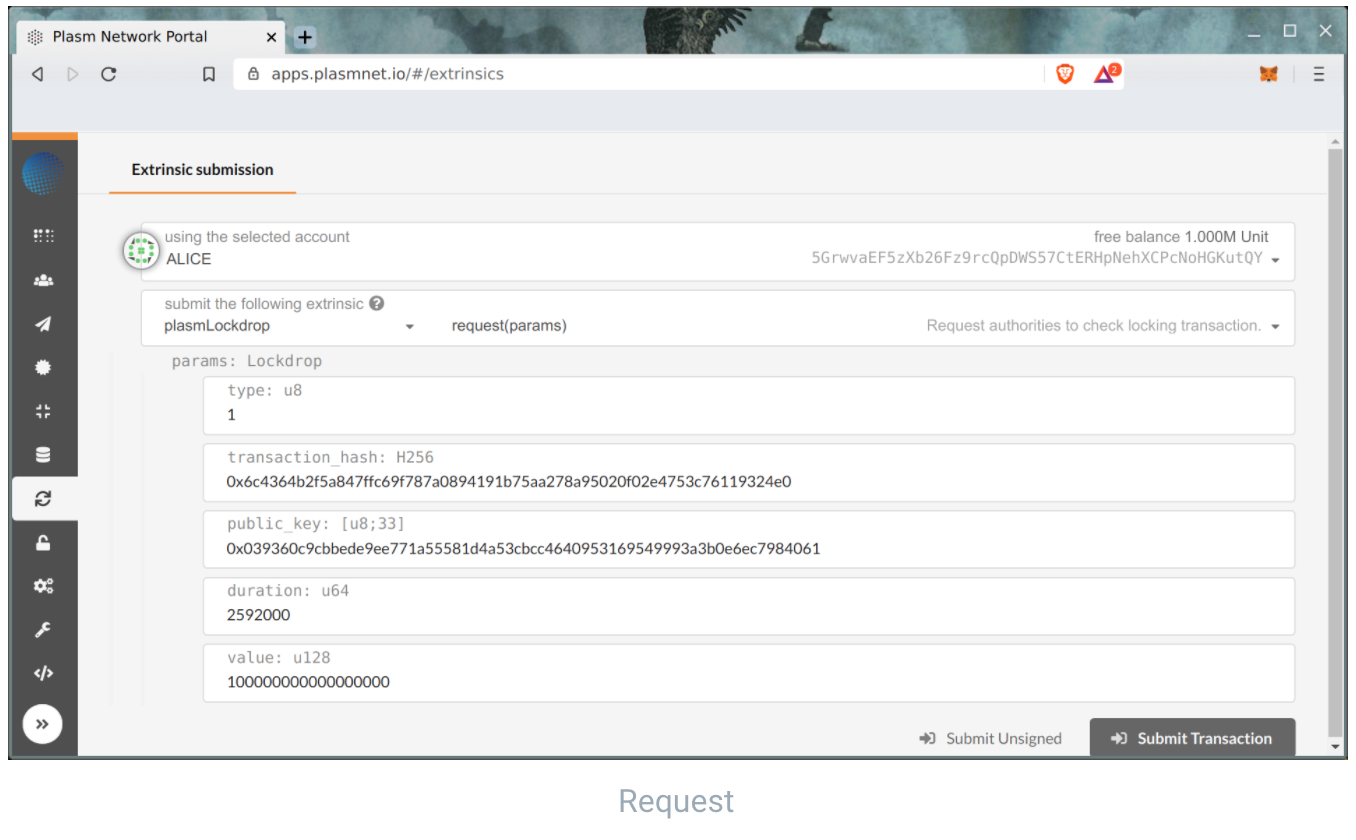 Plasm Network Portal
apps.plasmnet.io/#/extrinsics
2
Extrinsic submission
using the selected account
free balance 1.000M Unit
ALICE
5GrwvaEF5zXb26Fz9rcQpDWS57CtERHpNehXCPcNoHGKutQY
submit the following extrinsic
plasmLockdrop
request(params)
Request authorities to check locking transaction.
params: Lockdrop
type: u8
1
transaction_hash: H256
0x6c4364b2f5a847ffc69f787a0894191b75aa278a95020f02e4753c76119324e0
public_key: [u8;33]
0x039360c9cbbede9ee771a55581d4a53cbcc4640953169549993a3b0e6ec7984061
duration: u64
2592000
value: u128
100000000000000000
Submit Unsigned
Submit Transaction
Request